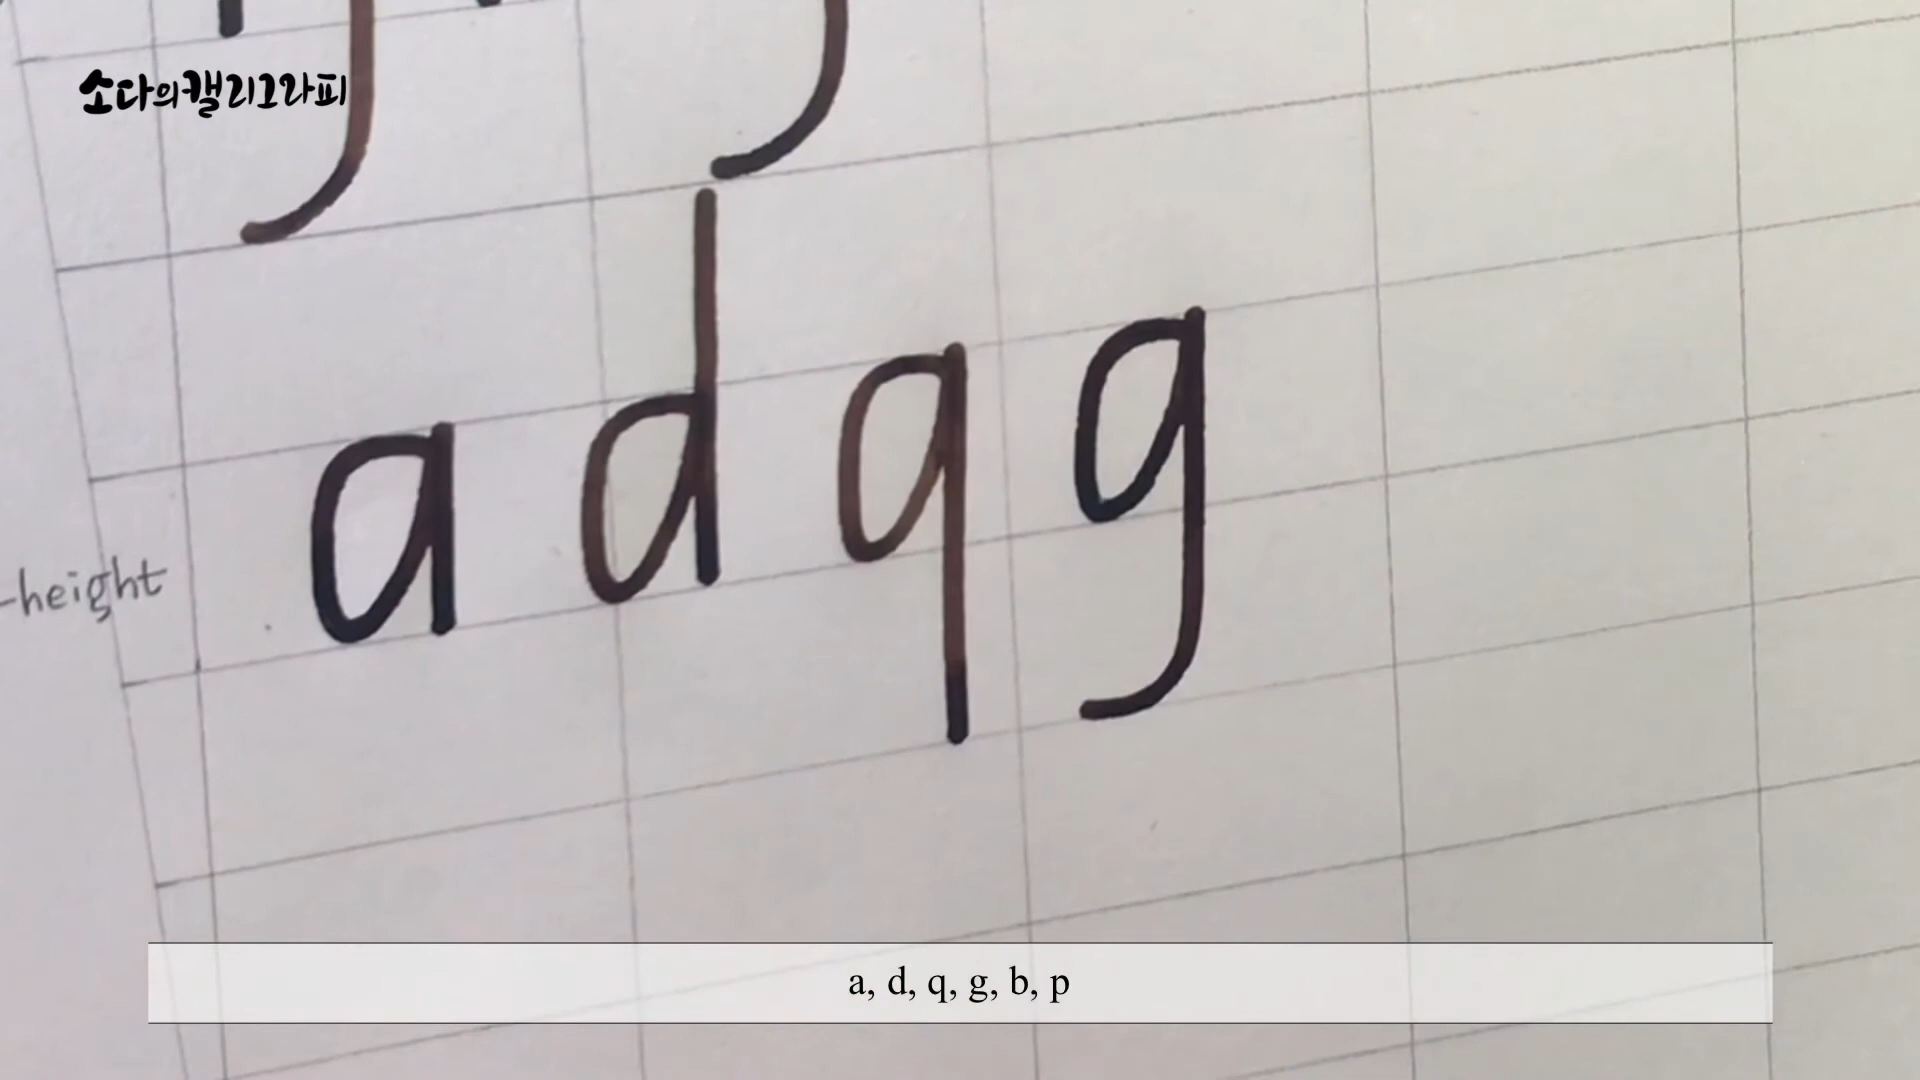 소다의캘리그라피
a d q g
-height
a, d, q, g, b, p